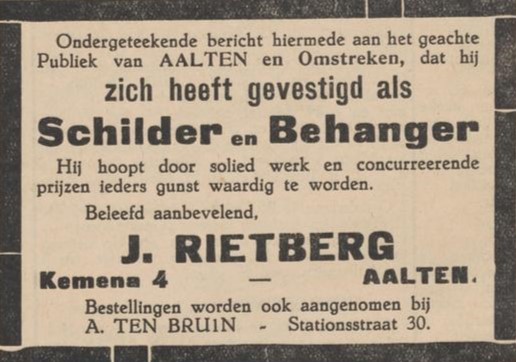 Ondergeteekende bericht hiermede aan het geachte
Publiek van AALTEN en Omstreken, dat hij
zich heeft gevestigd als
Schilder en Behanger
Hij hoopt door solied werk en concurreerende
prijzen ieders gunst waardig te worden.
Beleefd aanbevelend,
J. RIETBERG
Kemena 4 — AALTEN.
Bestellingen worden ook aangenomen bij
A. TEN BRUIN - Stationsstraat 30.